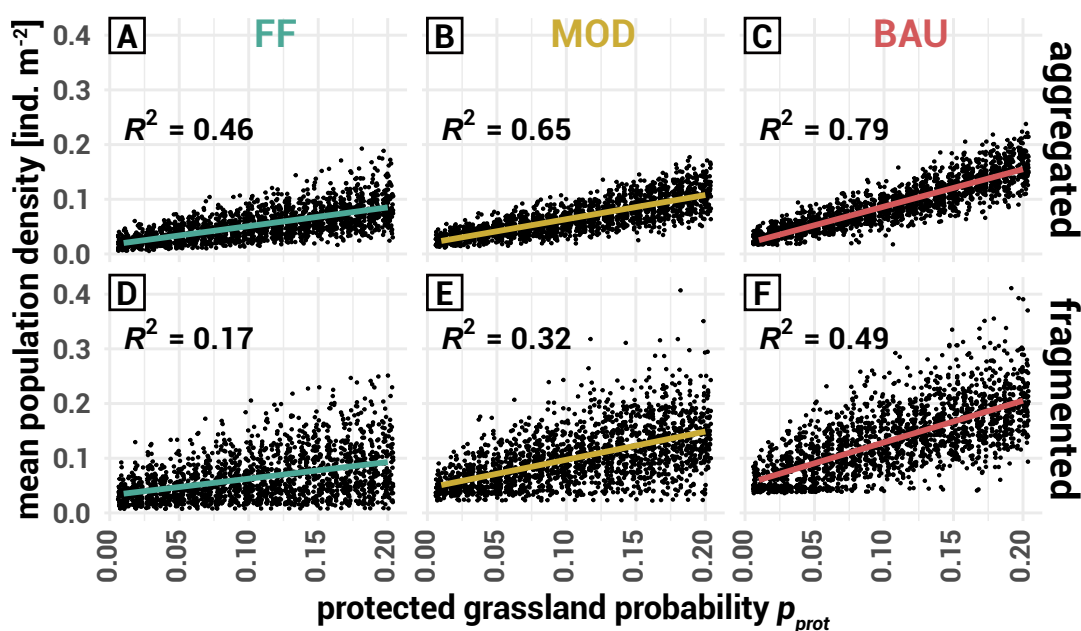 A FF B MOD C BAU
0.4
0.3
0.2
0.1
0.0
R² = 0.46 R² = 0.65 R² = 0.79
aggregated
mean population density [ind. m⁻²]
D E F
0.4
0.3
0.2
0.1
0.0
R² = 0.17 R² = 0.32 R² = 0.49
fragmented
0.00 0.05 0.10 0.15 0.20 0.00 0.05 0.10 0.15 0.20 0.00 0.05 0.10 0.15 0.20
protected grassland probability p_prot